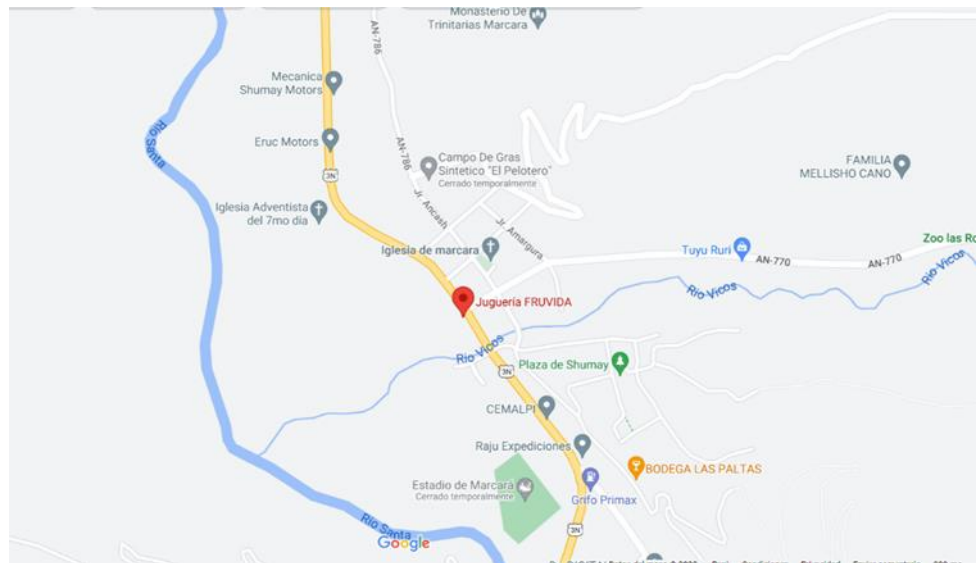 Monasterio De
Trinitarias Marcara
AN-786
Mecanica
Shumay Motors
Rio Santa
Eruc Motors
AN-786
Campo De Gras
Sintetico "El Pelotero"
Cerrado temporalmente
FAMILIA
MELLISHO CANO
3N
Jr. Ancash
Iglesia Adventista
del 7mo dia
Jr. Amargura
Iglesia de marcara
Tuyu Ruri
Zoo las Ro
AN-770
AN-770
Rio Vicos
Rio Vicos
Juguería FRUVIDA
Rio Vicos
Plaza de Shumay
3N
CEMALPI
Raju Expediciones
BODEGA LAS PALTAS
Estadio de Marcará
Cerrado temporalmente
Grifo Primax
Rio Santa
3N
Google